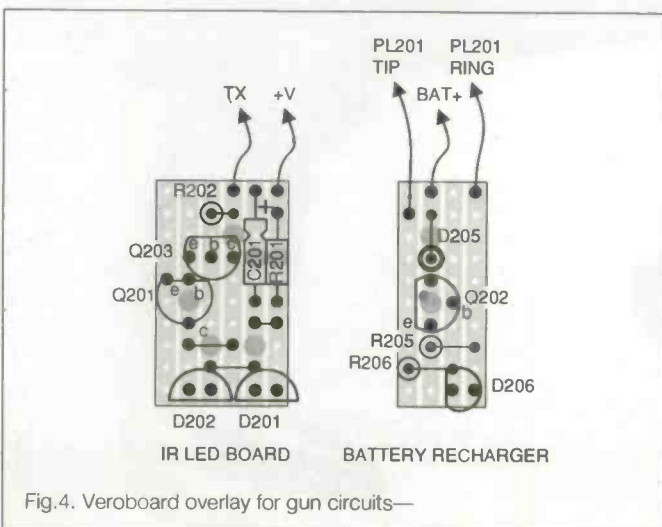 PL201 PL201
TIP RING
TX +V BAT+
R202
+
D205
Q203 e b c
C201 R201
Q201 e b
Q202
b
e
c
R205
R206
D206
D202 D201
IR LED BOARD BATTERY RECHARGER
Fig.4. Veroboard overlay for gun circuits—